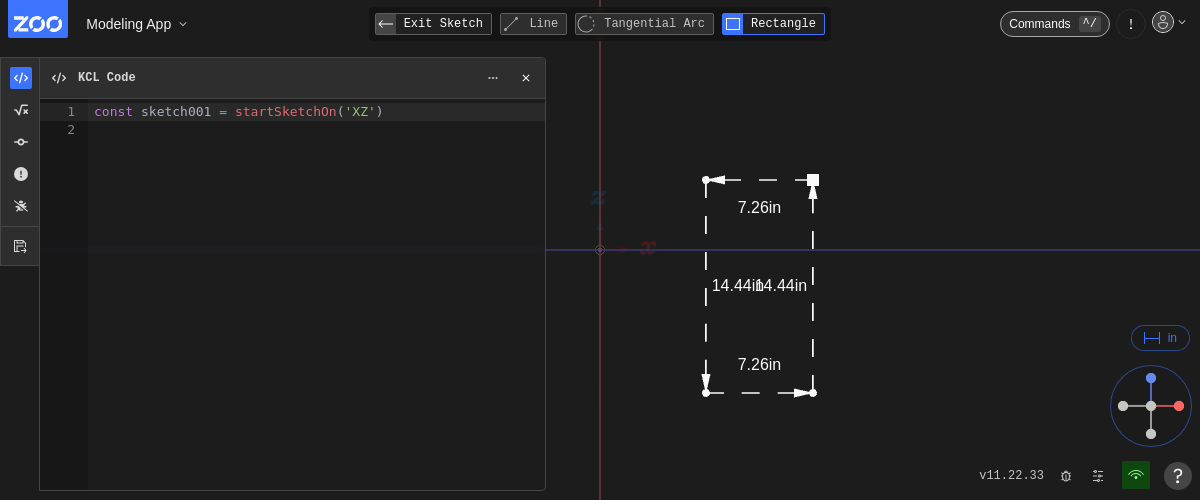 ZOO Modeling App Exit Sketch Line Tangential Arc Rectangle Commands ^/ !
KCL Code ... ×
1 const sketch001 = startSketchOn('XZ')
2
z
x
7.26in
14.44in 14.44in
7.26in
in
v11.22.33 ?